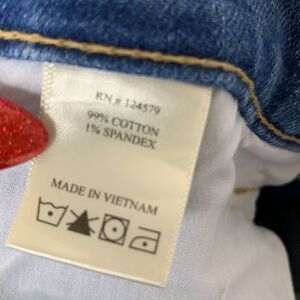 RN # 124579
99% COTTON
1% SPANDEX
MADE IN VIETNAM